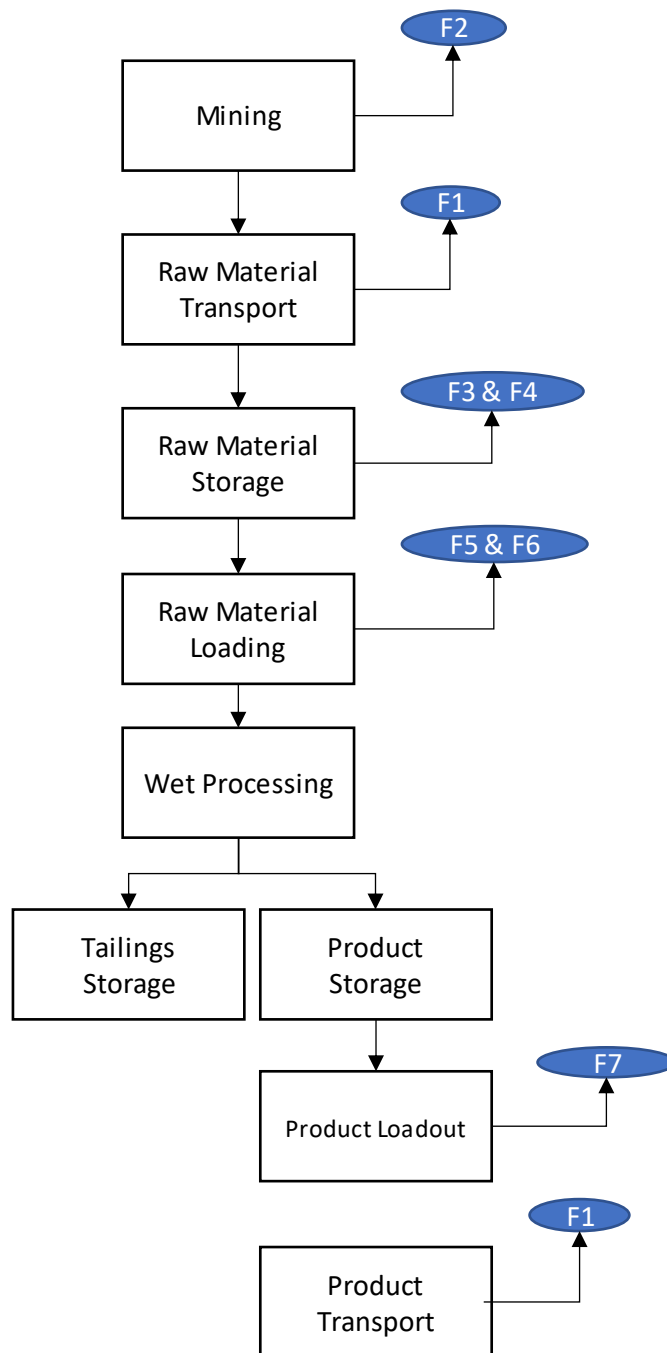 F2
Mining
F1
Raw Material
Transport
F3 & F4
Raw Material
Storage
F5 & F6
Raw Material
Loading
Wet Processing
Tailings
Storage
Product
Storage
F7
Product Loadout
F1
Product
Transport